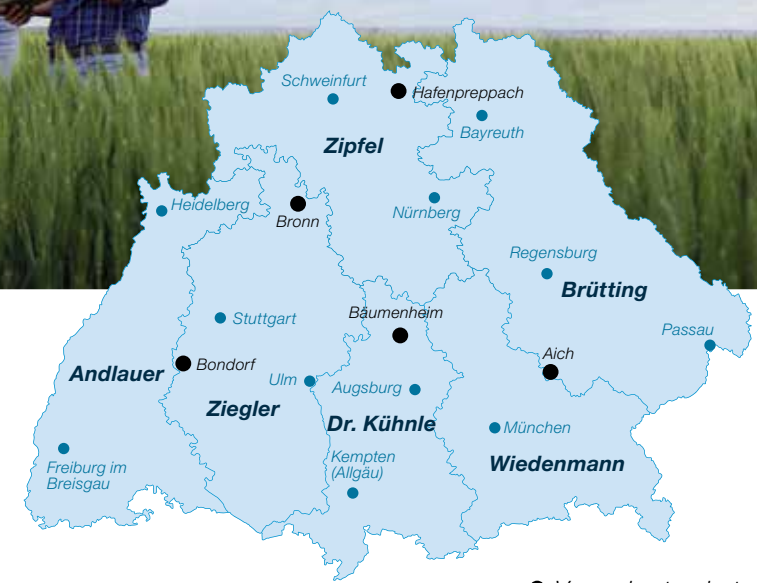 Schweinfurt
Hafenpreppach
Bayreuth
Zipfel
Heidelberg
Nürnberg
Bronn
Regensburg
Brütting
Bäumenheim
Stuttgart
Passau
Aich
Bondorf
Andlauer
Ulm
Augsburg
Ziegler
Dr. Kühnle
München
Kempten
(Allgäu)
Wiedenmann
Freiburg im
Breisgau